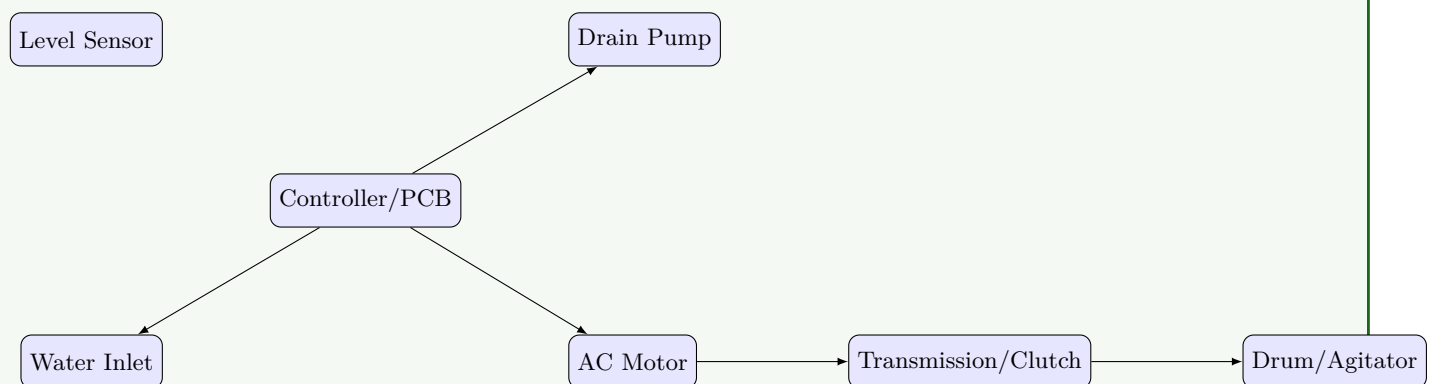 Level Sensor
Drain Pump
Controller/PCB
Water Inlet
AC Motor
Transmission/Clutch
Drum/Agitator